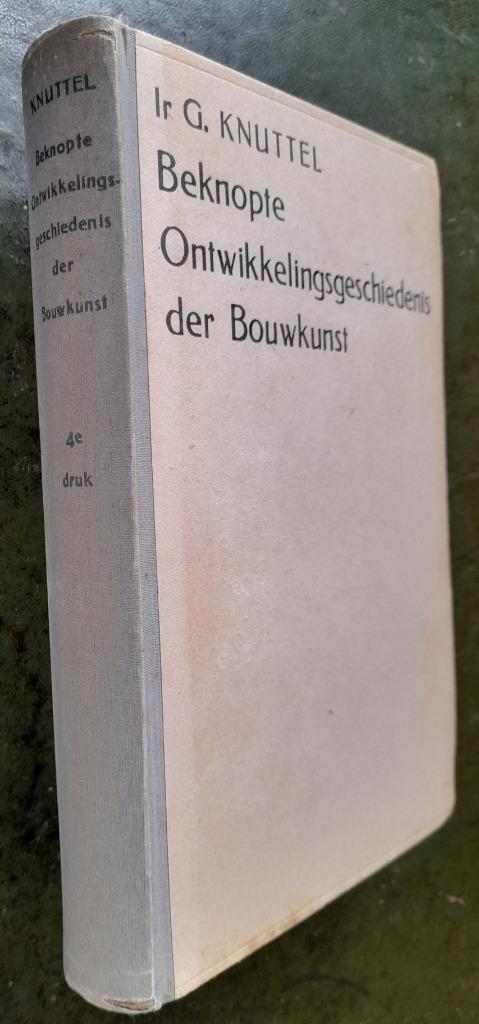 KNUTTEL
Beknopte
Ontwikkelings-
geschiedenis
der
Bouwkunst
4e
druk
Ir G. KNUTTEL
Beknopte
Ontwikkelingsgeschiedenis
der Bouwkunst